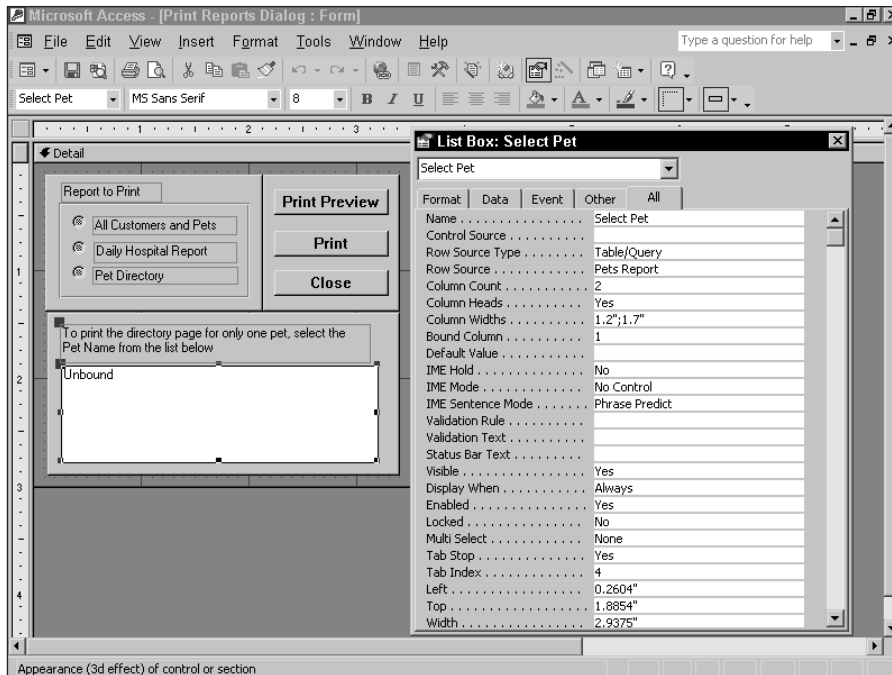 Microsoft Access - [Print Reports Dialog : Form]
File Edit View Insert Format Tools Window Help Type a question for help
Select Pet MS Sans Serif 8 B I U
1 2 3
Detail
Report to Print
All Customers and Pets
Daily Hospital Report
Pet Directory
Print Preview
Print
Close
To print the directory page for only one pet, select the
Pet Name from the list below
Unbound
1
2
3
4
List Box: Select Pet
Select Pet
Format Data Event Other All
Name . . . . . . . . . . . . . . . . Select Pet
Control Source . . . . . . . . . .
Row Source Type . . . . . . . . Table/Query
Row Source . . . . . . . . . . . . Pets Report
Column Count . . . . . . . . . . . 2
Column Heads . . . . . . . . . . Yes
Column Widths . . . . . . . . . . 1.2";1.7"
Bound Column . . . . . . . . . . . 1
Default Value . . . . . . . . . . .
IME Hold . . . . . . . . . . . . . . No
IME Mode . . . . . . . . . . . . . . No Control
IME Sentence Mode . . . . . . . Phrase Predict
Validation Rule . . . . . . . . . .
Validation Text . . . . . . . . . .
Status Bar Text . . . . . . . . . .
Visible . . . . . . . . . . . . . . . . Yes
Display When . . . . . . . . . . . Always
Enabled . . . . . . . . . . . . . . . Yes
Locked . . . . . . . . . . . . . . . No
Multi Select . . . . . . . . . . . . None
Tab Stop . . . . . . . . . . . . . . Yes
Tab Index . . . . . . . . . . . . . 4
Left . . . . . . . . . . . . . . . . . . 0.2604"
Top . . . . . . . . . . . . . . . . . . 1.8854"
Width . . . . . . . . . . . . . . . . 2.9375"
Appearance (3d effect) of control or section